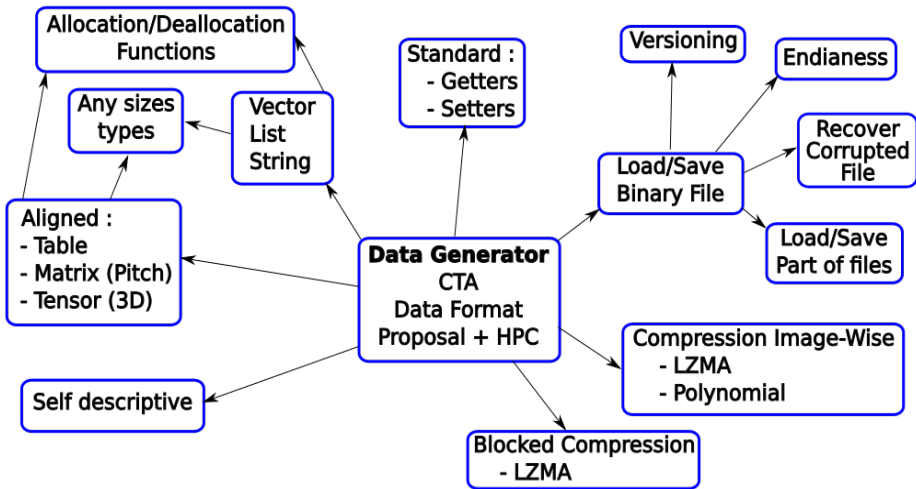 Allocation/Deallocation
Functions
Standard :
- Getters
- Setters
Versioning
Endianess
Any sizes
types
Vector
List
String
Load/Save
Binary File
Recover
Corrupted
File
Aligned :
- Table
- Matrix (Pitch)
- Tensor (3D)
Data Generator
CTA
Data Format
Proposal + HPC
Load/Save
Part of files
Compression Image-Wise
- LZMA
- Polynomial
Self descriptive
Blocked Compression
- LZMA